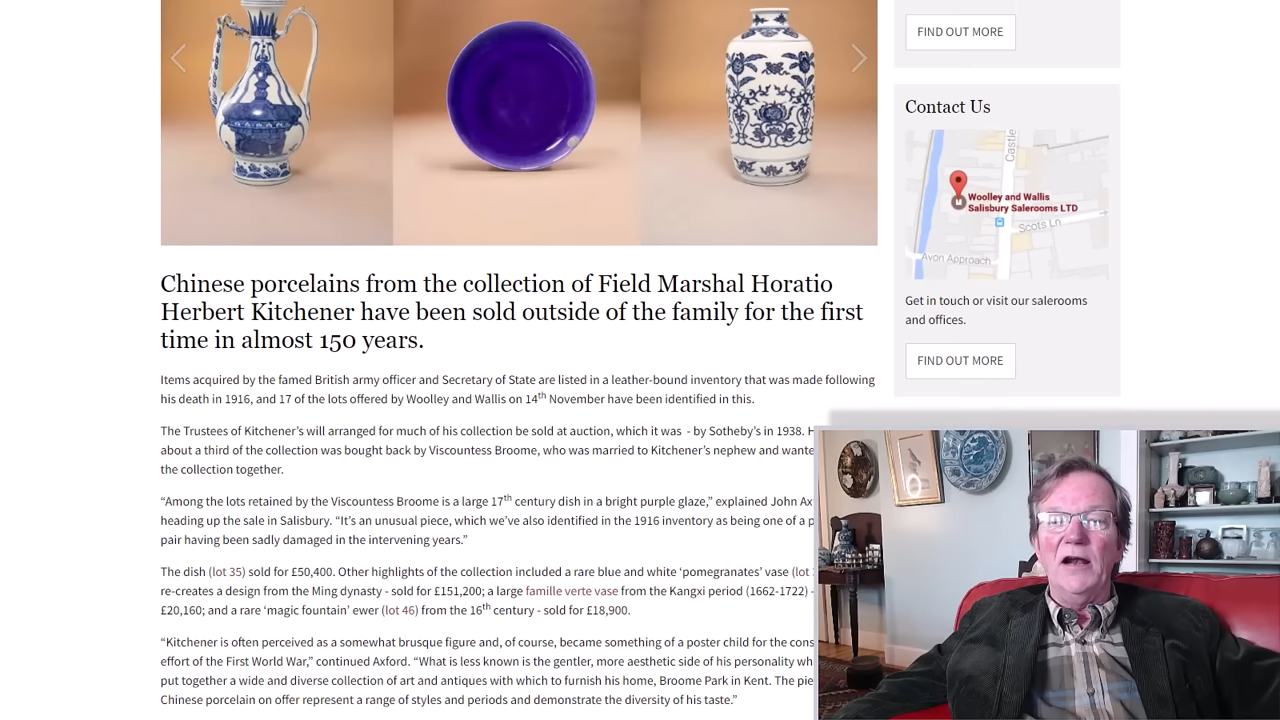 FIND OUT MORE
Contact Us
Castle
Woolley and Wallis
Salisbury Salerooms LTD
Scots Ln
Avon Approach
Get in touch or visit our salerooms
and offices.
FIND OUT MORE
Chinese porcelains from the collection of Field Marshal Horatio
Herbert Kitchener have been sold outside of the family for the first
time in almost 150 years.
Items acquired by the famed British army officer and Secretary of State are listed in a leather-bound inventory that was made following
his death in 1916, and 17 of the lots offered by Woolley and Wallis on 14th November have been identified in this.
The Trustees of Kitchener’s will arranged for much of his collection be sold at auction, which it was - by Sotheby’s in 1938.
about a third of the collection was bought back by Viscountess Broome, who was married to Kitchener’s nephew and
the collection together.
“Among the lots retained by the Viscountess Broome is a large 17th century dish in a bright purple glaze,” explained John
heading up the sale in Salisbury. “It’s an unusual piece, which we’ve also identified in the 1916 inventory as being one of a
pair having been sadly damaged in the intervening years.”
The dish (lot 35) sold for £50,400. Other highlights of the collection included a rare blue and white ‘pomegranates’ vase (lot
re-creates a design from the Ming dynasty - sold for £151,200; a large famille verte vase from the Kangxi period (1662-1722) -
£20,160; and a rare ‘magic fountain’ ewer (lot 46) from the 16th century - sold for £18,900.
“Kitchener is often perceived as a somewhat brusque figure and, of course, became something of a poster child for the
effort of the First World War,” continued Axford. “What is less known is the gentler, more aesthetic side of his personality
put together a wide and diverse collection of art and antiques with which to furnish his home, Broome Park in Kent. The
Chinese porcelain on offer represent a range of styles and periods and demonstrate the diversity of his taste.”